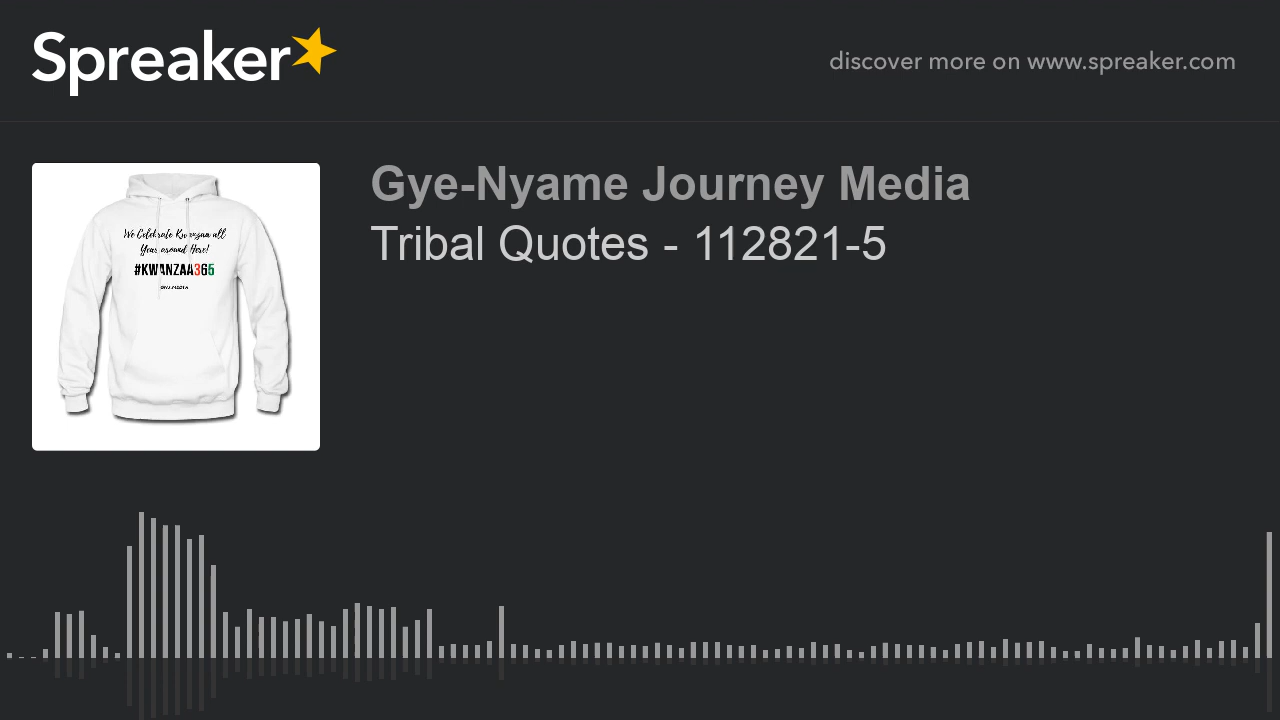 Spreaker
discover more on www.spreaker.com
Gye-Nyame Journey Media
Tribal Quotes - 112821-5
We Celebrate Kwanzaa all
Year around Here!
#KWANZAA365